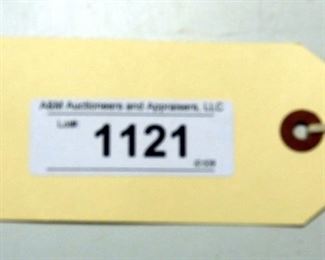 A&M Auctioneers and Appraisers, LLC
Lot#
1121